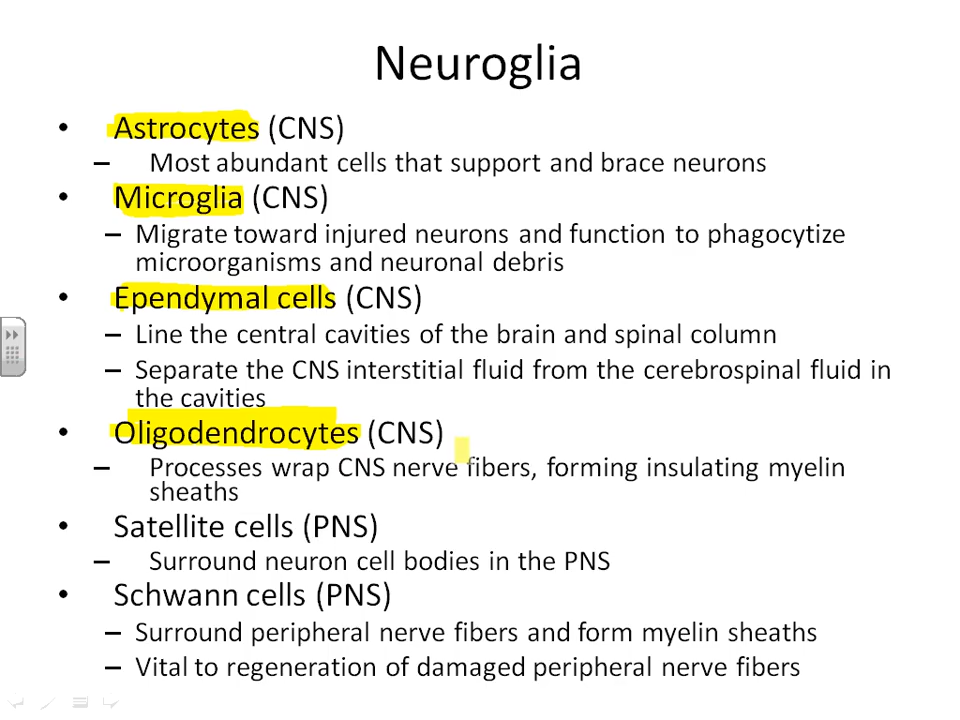 Neuroglia
• Astrocytes (CNS)
– Most abundant cells that support and brace neurons
• Microglia (CNS)
– Migrate toward injured neurons and function to phagocytize
microorganisms and neuronal debris
• Ependymal cells (CNS)
– Line the central cavities of the brain and spinal column
– Separate the CNS interstitial fluid from the cerebrospinal fluid in
the cavities
• Oligodendrocytes (CNS)
– Processes wrap CNS nerve fibers, forming insulating myelin
sheaths
• Satellite cells (PNS)
– Surround neuron cell bodies in the PNS
• Schwann cells (PNS)
– Surround peripheral nerve fibers and form myelin sheaths
– Vital to regeneration of damaged peripheral nerve fibers